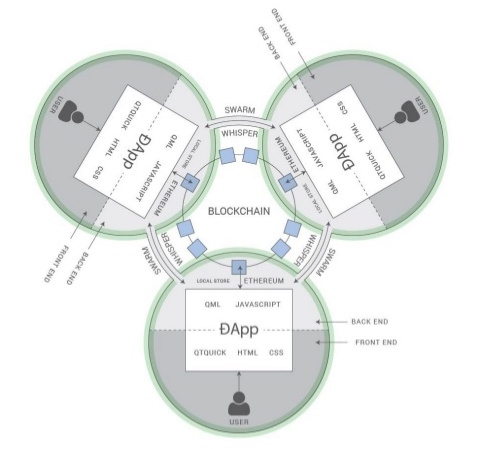 FRONT END
BACK END
USER
QTQUICK
HTML
CSS
ĐApp
QML
JAVASCRIPT
LOCAL STORE
ETHEREUM
FRONT END
BACK END
SWARM
WHISPER
USER
CSS
HTML
QTQUICK
ĐApp
JAVASCRIPT
QML
ETHEREUM
LOCAL STORE
BLOCKCHAIN
WHISPER
SWARM
WHISPER
SWARM
LOCAL STORE ETHEREUM
QML JAVASCRIPT
ĐApp
QTQUICK HTML CSS
BACK END
FRONT END
USER